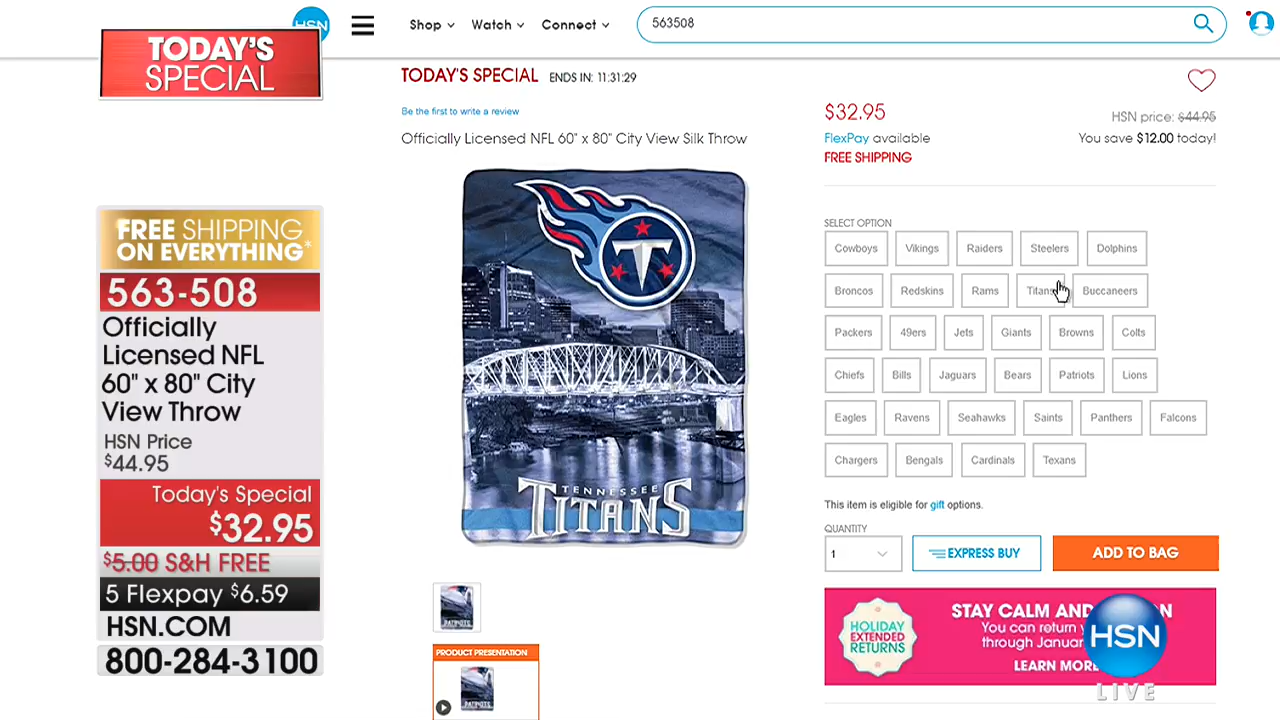 HSN
TODAY'S
SPECIAL
Shop
Watch
Connect
563508
FREE SHIPPING
ON EVERYTHING*
563-508
Officially
Licensed NFL
60" x 80" City
View Throw
HSN Price
$44.95
Today's Special
$32.95
$5.00 S&H FREE
5 Flexpay $6.59
HSN.COM
800-284-3100
TODAY'S SPECIAL ENDS IN: 11:31:29
Be the first to write a review
Officially Licensed NFL 60" x 80" City View Silk Throw
TENNESSEE
TITANS
PATRIOTS
PRODUCT PRESENTATION
PATRIOTS
$32.95
HSN price: $44.95
FlexPay available
You save $12.00 today!
FREE SHIPPING
SELECT OPTION
Cowboys Vikings Raiders Steelers Dolphins
Broncos Redskins Rams Titans Buccaneers
Packers 49ers Jets Giants Browns Colts
Chiefs Bills Jaguars Bears Patriots Lions
Eagles Ravens Seahawks Saints Panthers Falcons
Chargers Bengals Cardinals Texans
This item is eligible for gift options.
QUANTITY
1
EXPRESS BUY
ADD TO BAG
HOLIDAY
EXTENDED
RETURNS
STAY CALM AND
You can return
through
LEARN MORE
HSN
LIVE